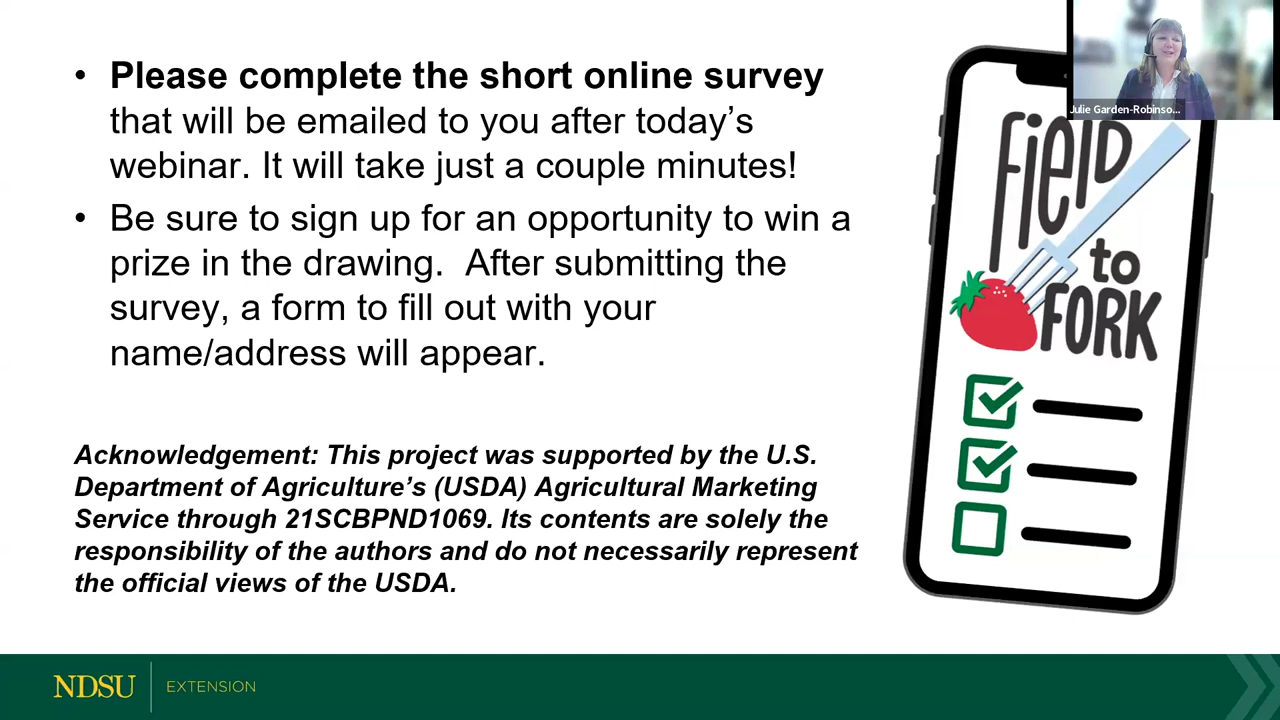 • Please complete the short online survey
that will be emailed to you after today’s
webinar. It will take just a couple minutes!
• Be sure to sign up for an opportunity to win a
prize in the drawing.  After submitting the
survey, a form to fill out with your
name/address will appear.
Acknowledgement: This project was supported by the U.S.
Department of Agriculture’s (USDA) Agricultural Marketing
Service through 21SCBPND1069. Its contents are solely the
responsibility of the authors and do not necessarily represent
the official views of the USDA.
Julie Garden-Robinso...
FielD
to
FORK
NDSU
EXTENSION